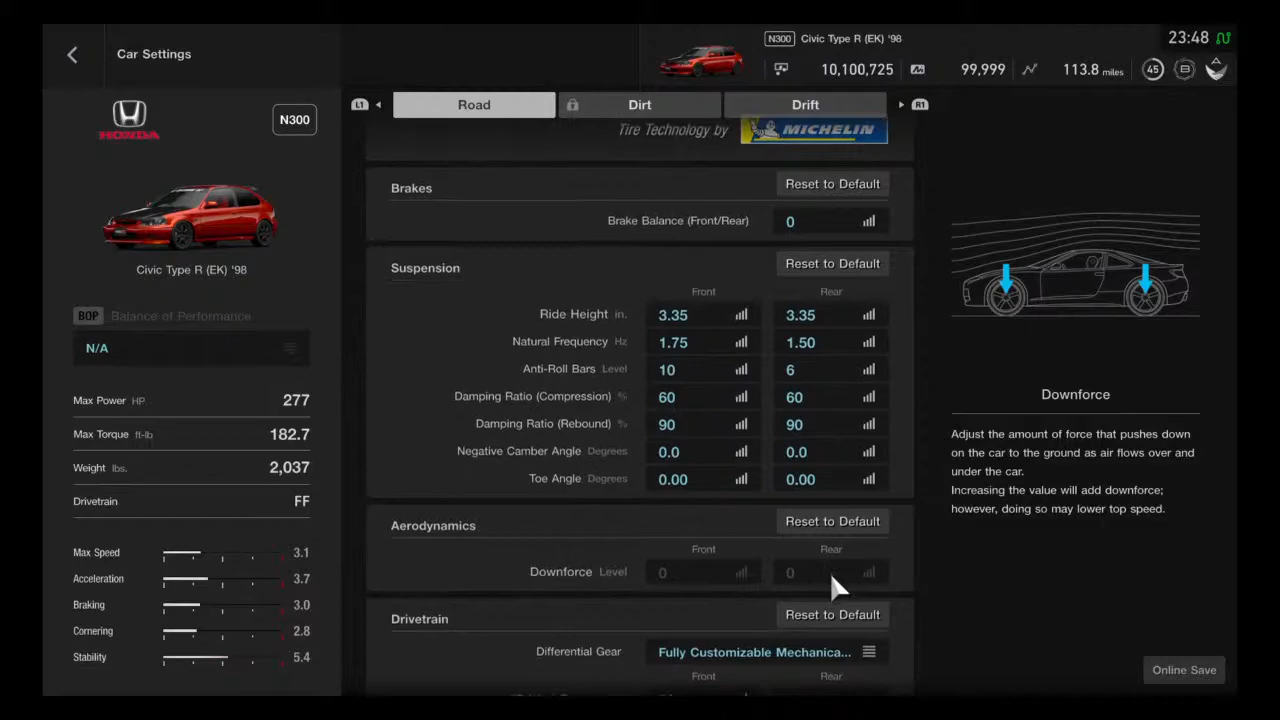 Car Settings
N300 Civic Type R (EK) '98
23:48
10,100,725 99,999 113.8 miles 45 B
HONDA
N300
Civic Type R (EK) '98
BOP Balance of Performance
N/A
Max Power HP. 277
Max Torque ft-lb 182.7
Weight lbs. 2,037
Drivetrain FF
Max Speed 3.1
Acceleration 3.7
Braking 3.0
Cornering 2.8
Stability 5.4
L1 Road Dirt Drift R1
Tire Technology by MICHELIN
Brakes Reset to Default
Brake Balance (Front/Rear) 0
Suspension Reset to Default
Front Rear
Ride Height in. 3.35 3.35
Natural Frequency Hz 1.75 1.50
Anti-Roll Bars Level 10 6
Damping Ratio (Compression) % 60 60
Damping Ratio (Rebound) % 90 90
Negative Camber Angle Degrees 0.0 0.0
Toe Angle Degrees 0.00 0.00
Aerodynamics Reset to Default
Front Rear
Downforce Level 0 0
Drivetrain Reset to Default
Differential Gear Fully Customizable Mechanica...
Front Rear
Downforce
Adjust the amount of force that pushes down
on the car to the ground as air flows over and
under the car.
Increasing the value will add downforce;
however, doing so may lower top speed.
Online Save